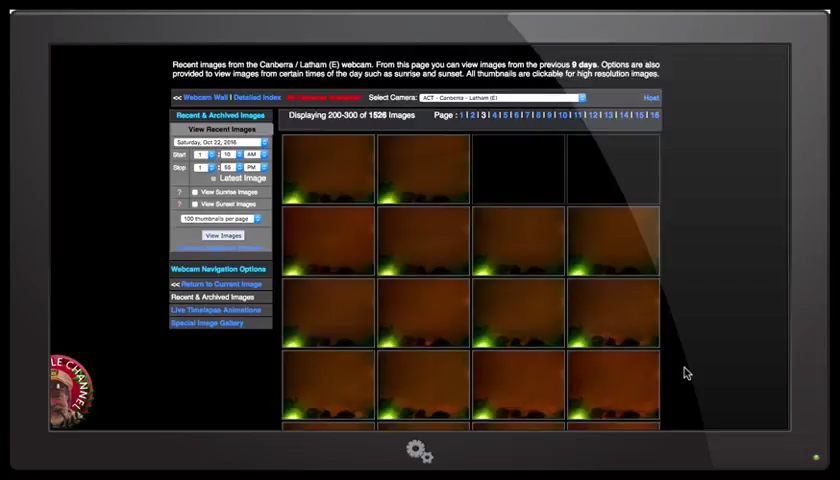 Recent images from the Canberra / Latham (E) webcam. From this page you can view images from the previous 9 days. Options are also
provided to view images from certain times of the day such as sunrise and sunset. All thumbnails are clickable for high resolution images.
<< Webcam Wall | Detailed Index
Select Camera: ACT - Canberra - Latham (E)
Host
Recent & Archived Images
Displaying 200-300 of 1526 Images
Page : 1 | 2 | 3 | 4 | 5 | 6 | 7 | 8 | 9 | 10 | 11 | 12 | 13 | 14 | 15 | 16
View Recent Images
Saturday, Oct 22, 2016
Start 1 : 10 AM
Stop 1 : 55 PM
Latest Image
? View Sunrise Images
? View Sunset Images
100 thumbnails per page
View Images
Webcam Navigation Options
<< Return to Current Image
Recent & Archived Images
Live Timelapse Animations
Special Image Gallery
LE CHANNEL